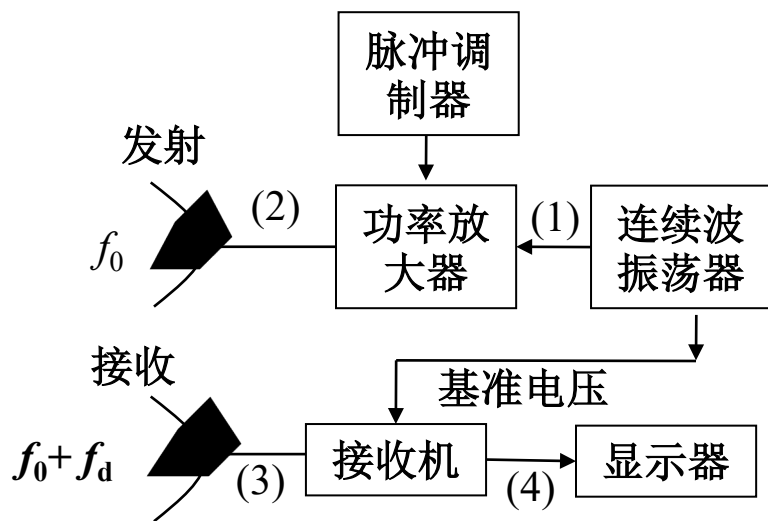 脉冲调
制器
发射
(2)
功率放
大器
(1)
连续波
振荡器
f₀
接收
基准电压
f₀+f_d
(3)
接收机
(4)
显示器